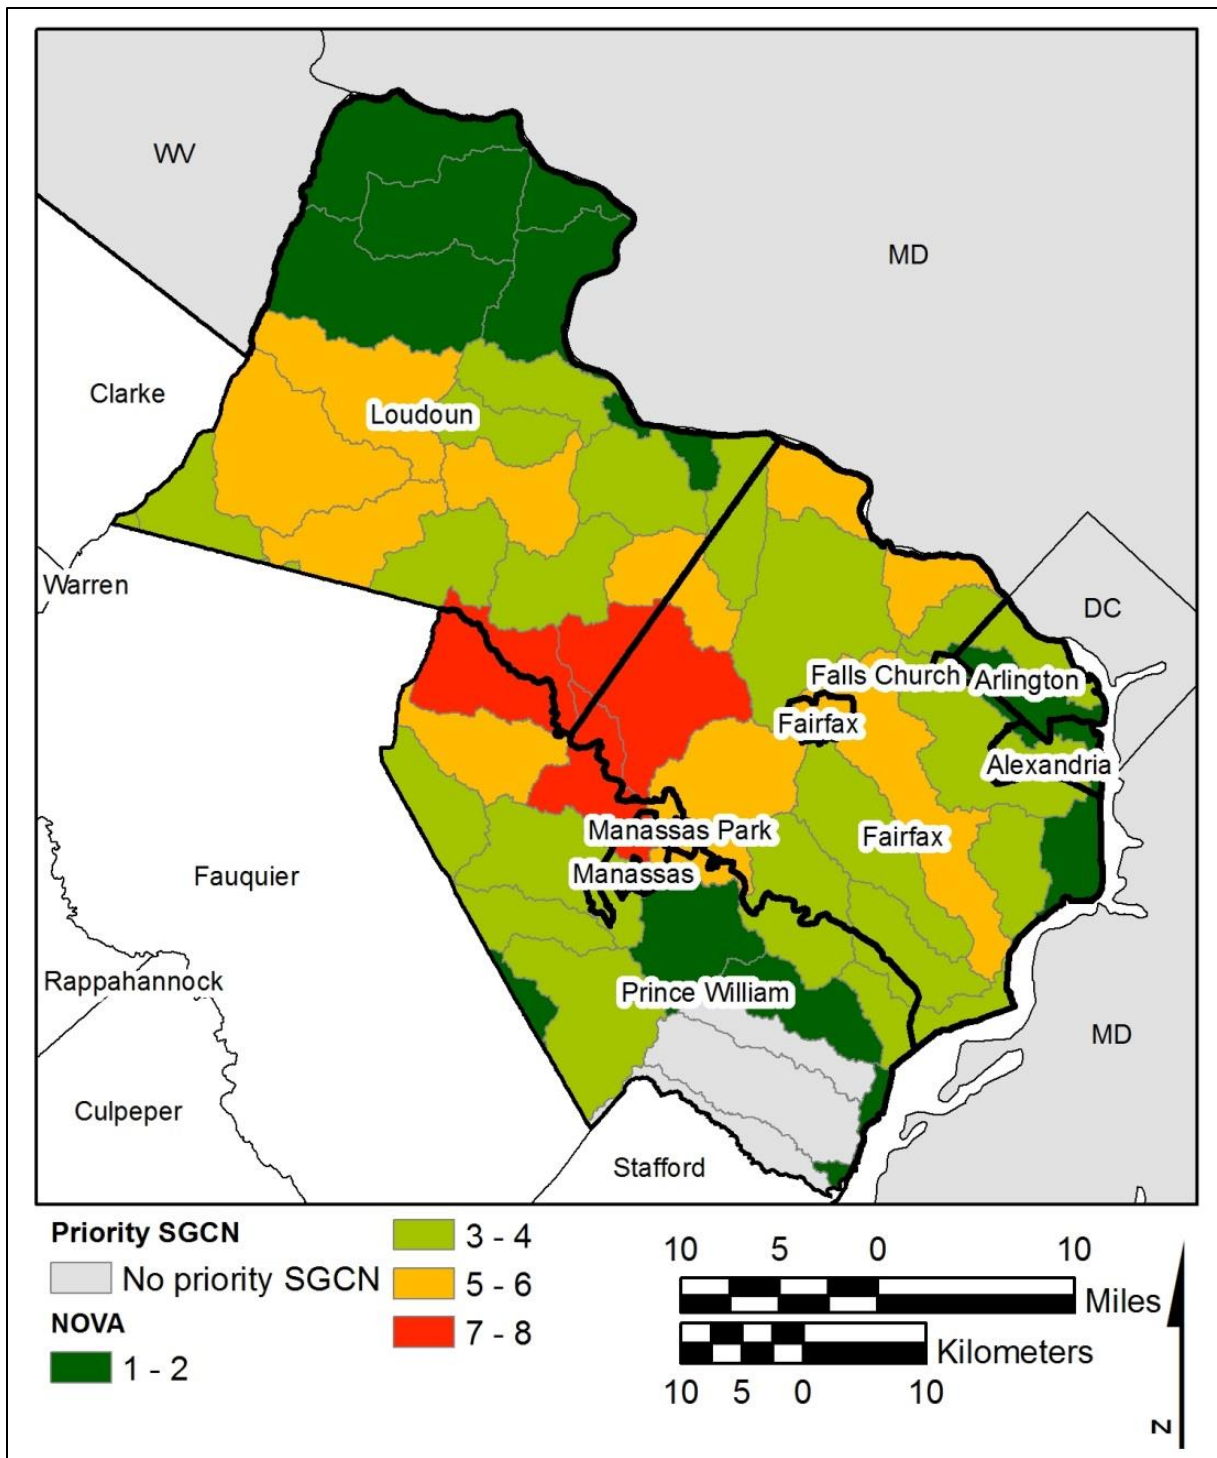 WV
MD
Clarke
Loudoun
Warren
DC
Falls Church
Arlington
Fairfax
Alexandria
Manassas Park
Fairfax
Manassas
Fauquier
Rappahannock
Prince William
MD
Culpeper
Stafford
Priority SGCN
No priority SGCN
NOVA
1 - 2
3 - 4
5 - 6
7 - 8
10 5 0 10
Miles
Kilometers
10 5 0 10
N